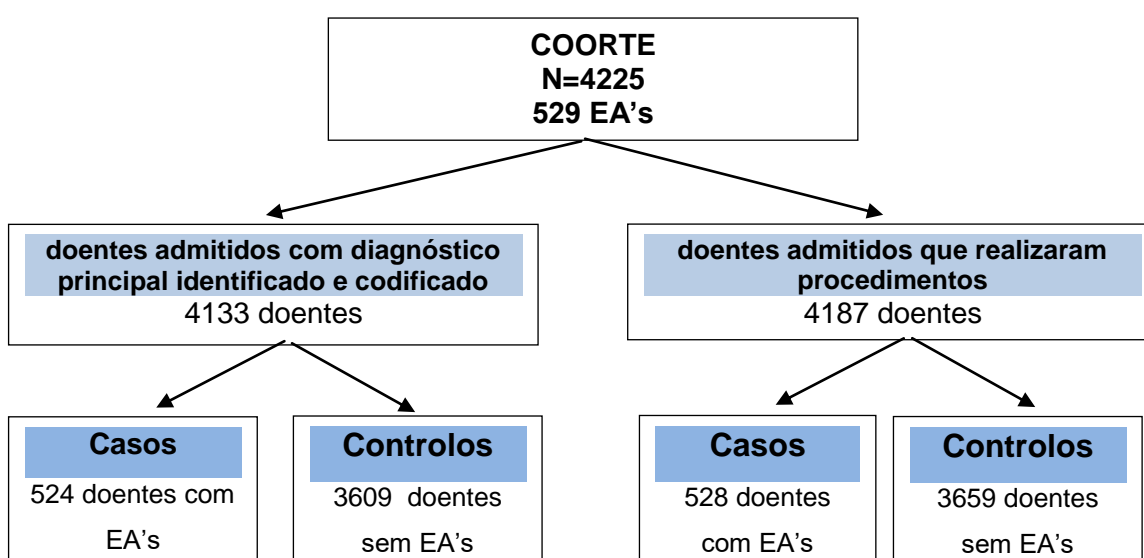 COORTE
N=4225
529 EA’s
doentes admitidos com diagnóstico
principal identificado e codificado
4133 doentes
doentes admitidos que realizaram
procedimentos
4187 doentes
Casos
524 doentes com
EA’s
Controlos
3609 doentes
sem EA’s
Casos
528 doentes
com EA’s
Controlos
3659 doentes
sem EA’s